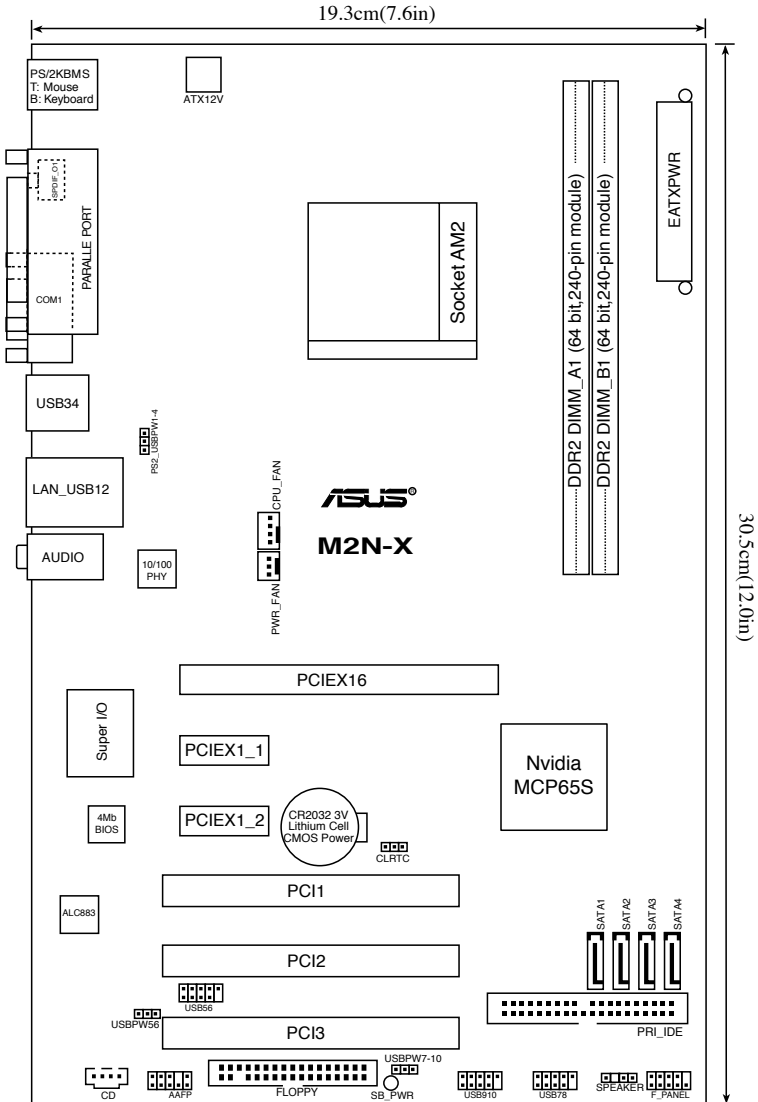 19.3cm(7.6in)
PS/2KBMS
T: Mouse
B: Keyboard
ATX12V
SPDIF_O1
PARALLE PORT
COM1
Socket AM2
DDR2 DIMM_A1 (64 bit,240-pin module)
DDR2 DIMM_B1 (64 bit,240-pin module)
EATXPWR
USB34
PS2_USBPW1-4
LAN_USB12
CPU_FAN
ASUS®
M2N-X
AUDIO
10/100
PHY
PWR_FAN
30.5cm(12.0in)
PCIEX16
Super I/O
PCIEX1_1
Nvidia
MCP65S
4Mb
BIOS
PCIEX1_2
CR2032 3V
Lithium Cell
CMOS Power
CLRTC
PCI1
ALC883
SATA1
SATA2
SATA3
SATA4
PCI2
USB56
USBPW56
PCI3
PRI_IDE
USBPW7-10
CD
AAFP
FLOPPY
SB_PWR
USB910
USB78
SPEAKER
F_PANEL